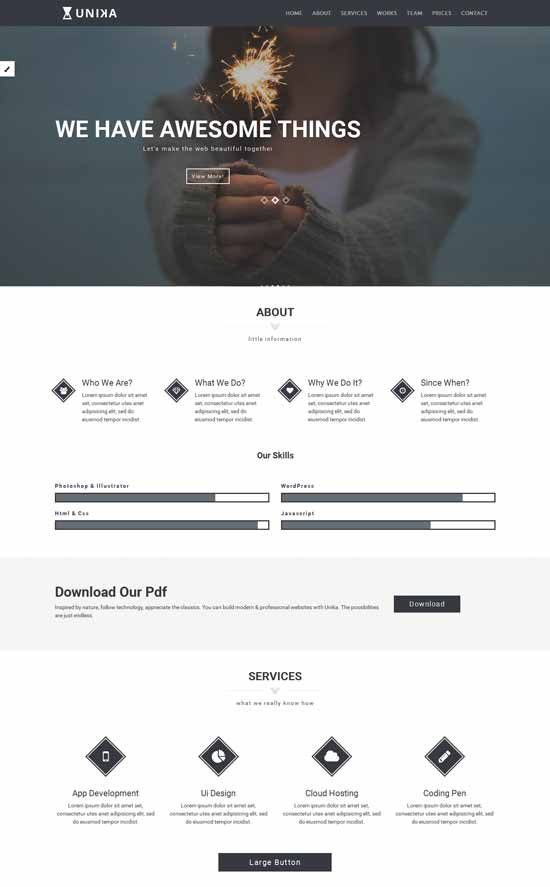 UNIKA
HOME ABOUT SERVICES WORKS TEAM PRICES CONTACT
WE HAVE AWESOME THINGS
Let's make the web beautiful together
View More!
ABOUT
little information
Who We Are?
Lorem ipsum dolor sit amet
set, consectetur utes anet
adipisicing elit, sed do
eiusmod tempor incidist.
What We Do?
Lorem ipsum dolor sit amet
set, consectetur utes anet
adipisicing elit, sed do
eiusmod tempor incidist.
Why We Do It?
Lorem ipsum dolor sit amet
set, consectetur utes anet
adipisicing elit, sed do
eiusmod tempor incidist.
Since When?
Lorem ipsum dolor sit amet
set, consectetur utes anet
adipisicing elit, sed do
eiusmod tempor incidist.
Our Skills
Photoshop & Illustrator
WordPress
Html & Css
Javascript
Download Our Pdf
Inspired by nature, follow technology, appreciate the classics. You can build modern & professional websites with Unika. The possibilities
are just endless.
Download
SERVICES
what we really know how
App Development
Lorem ipsum dolor sit amet set,
consectetur utes anet adipisicing elit, sed
do eiusmod tempor incidist.
Ui Design
Lorem ipsum dolor sit amet set,
consectetur utes anet adipisicing elit, sed
do eiusmod tempor incidist.
Cloud Hosting
Lorem ipsum dolor sit amet set,
consectetur utes anet adipisicing elit, sed
do eiusmod tempor incidist.
Coding Pen
Lorem ipsum dolor sit amet set,
consectetur utes anet adipisicing elit, sed
do eiusmod tempor incidist.
Large Button